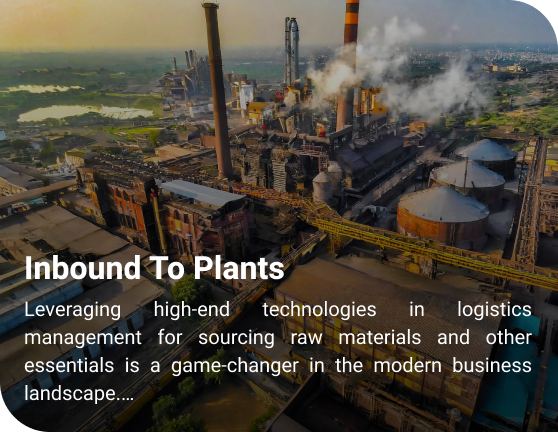 Inbound To Plants
Leveraging high-end technologies in logistics
management for sourcing raw materials and other
essentials is a game-changer in the modern business
landscape....